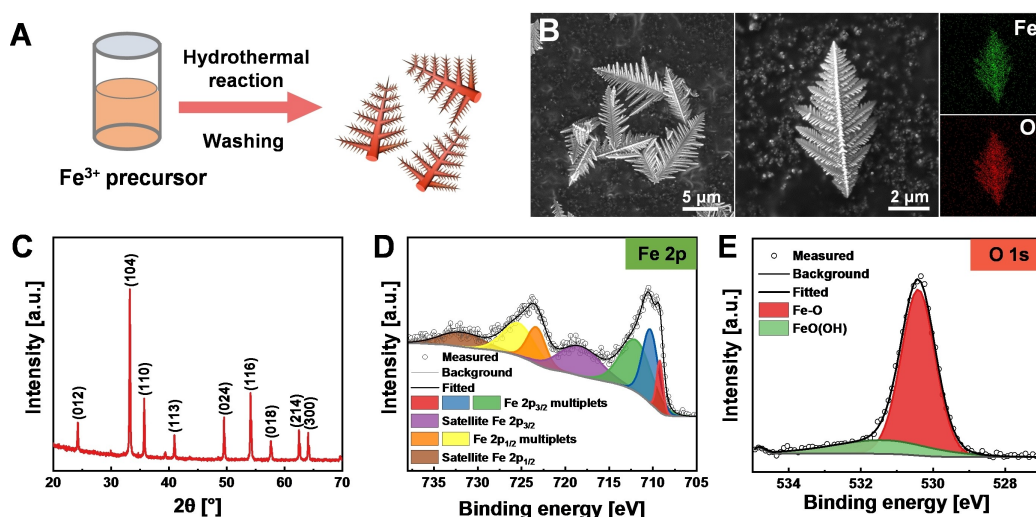 A
Hydrothermal
reaction
Washing
Fe³⁺ precursor
B
5 µm
2 µm
Fe
O
C
Intensity [a.u.]
(012)
(104)
(110)
(113)
(024)
(116)
(018)
(214)
(300)
20 30 40 50 60 70
2θ [°]
D
Fe 2p
Intensity [a.u.]
Measured
Background
Fitted
Fe 2p3/2 multiplets
Satellite Fe 2p3/2
Fe 2p1/2 multiplets
Satellite Fe 2p1/2
735 730 725 720 715 710 705
Binding energy [eV]
E
O 1s
Intensity [a.u.]
Measured
Background
Fitted
Fe-O
FeO(OH)
534 532 530 528
Binding energy [eV]